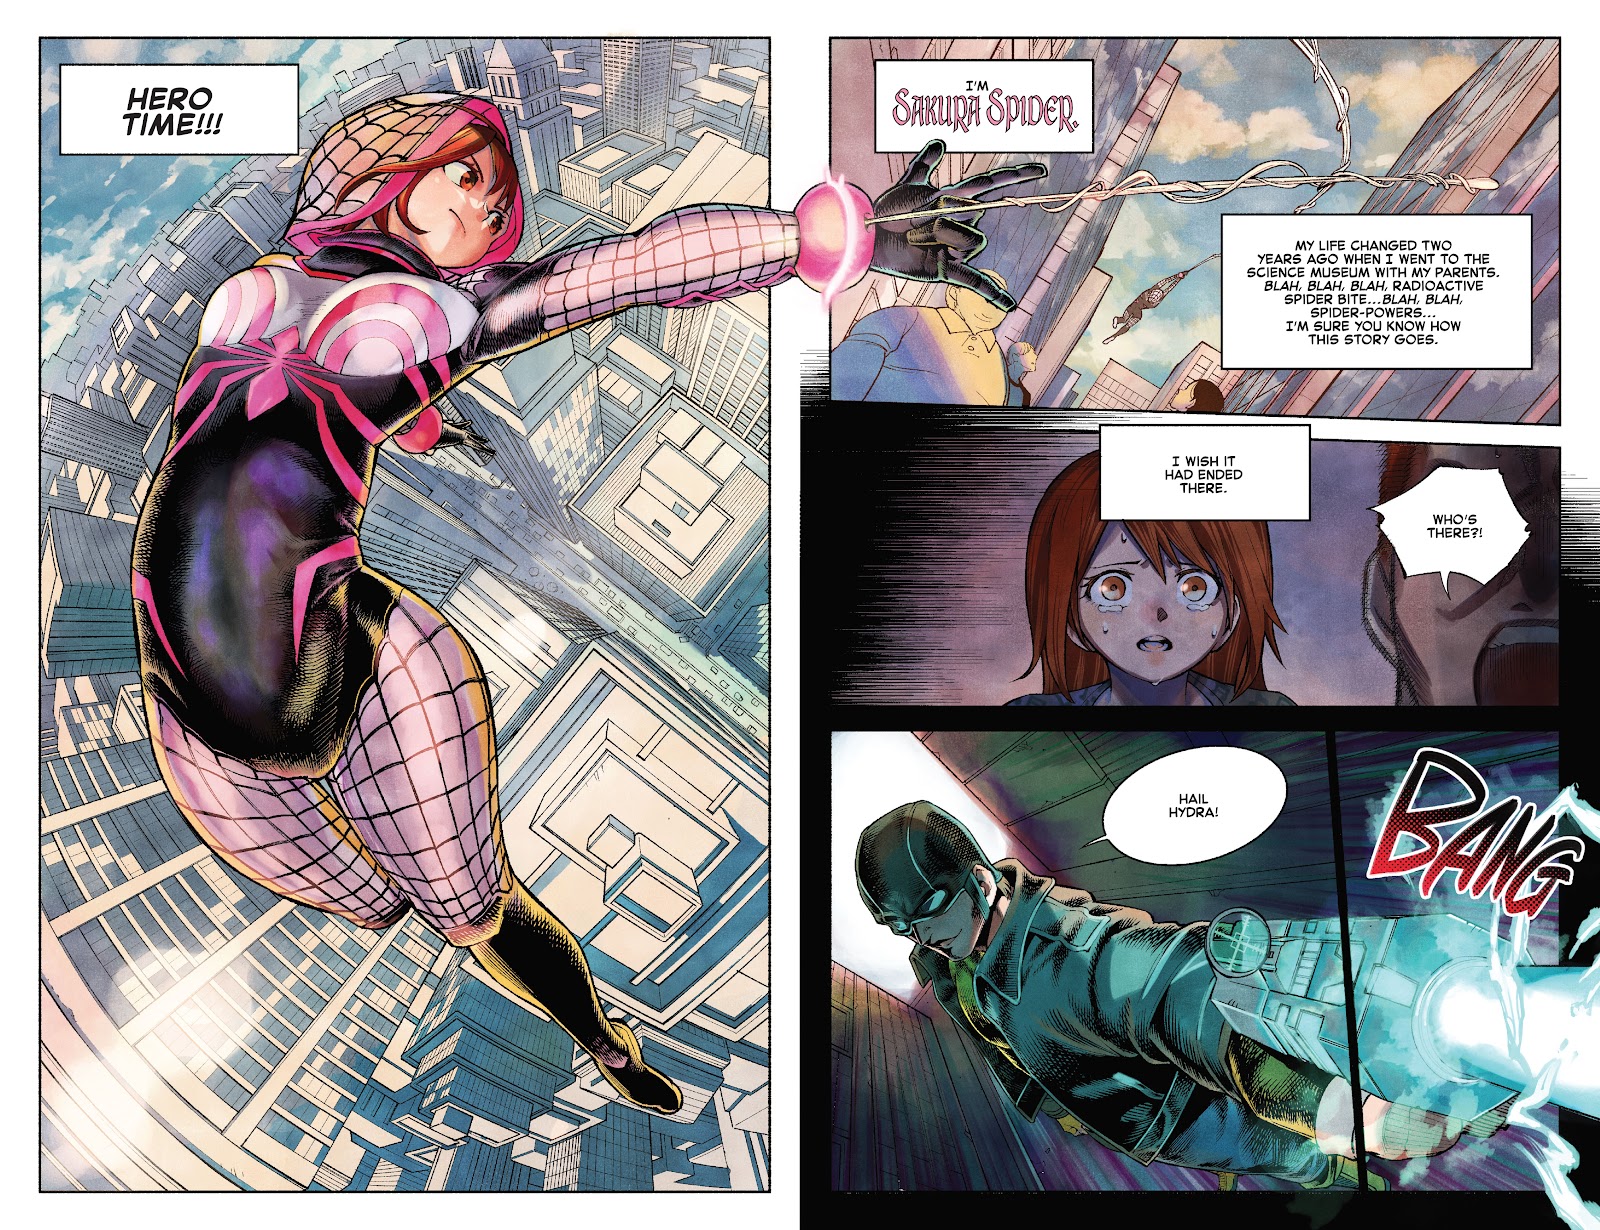 HERO
TIME!!!
I'M
SAKURA SPIDER.
MY LIFE CHANGED TWO
YEARS AGO WHEN I WENT TO THE
SCIENCE MUSEUM WITH MY PARENTS.
BLAH, BLAH, BLAH, RADIOACTIVE
SPIDER BITE...BLAH, BLAH,
SPIDER-POWERS...
I'M SURE YOU KNOW HOW
THIS STORY GOES.
I WISH IT
HAD ENDED
THERE.
WHO'S
THERE?!
HAIL
HYDRA!
BANG